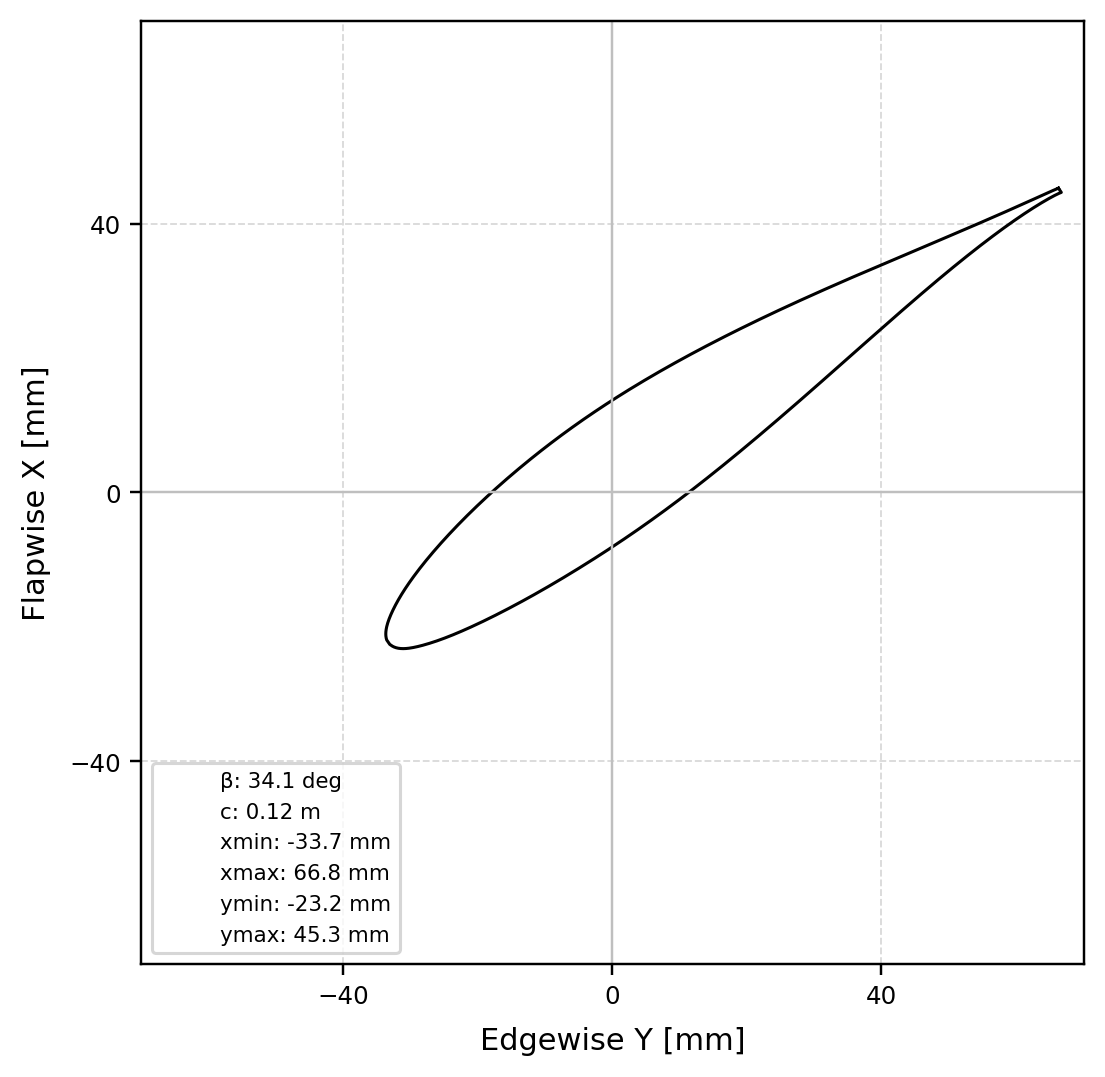 Flapwise X [mm]
40
0
−40
β: 34.1 deg
c: 0.12 m
xmin: -33.7 mm
xmax: 66.8 mm
ymin: -23.2 mm
ymax: 45.3 mm
−40
0
40
Edgewise Y [mm]